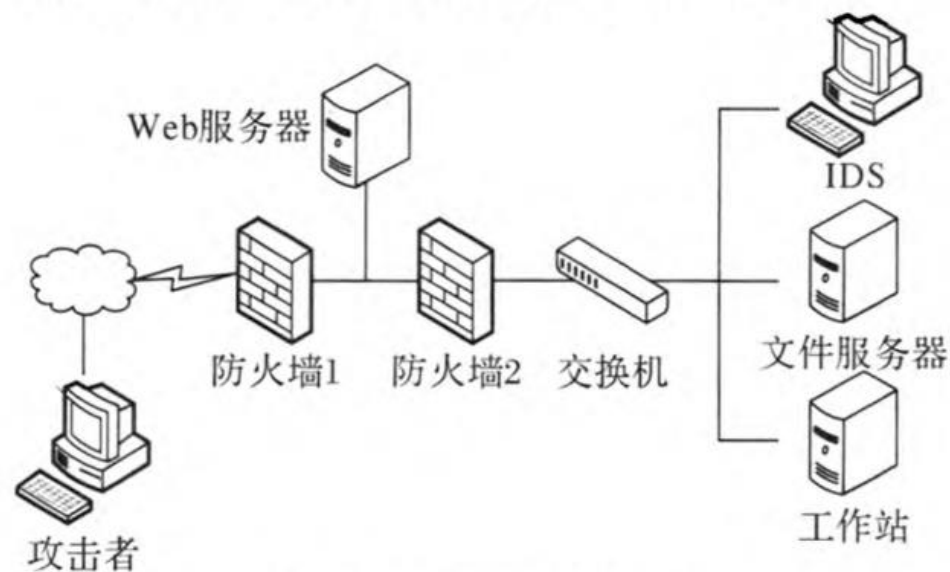 Web服务器
IDS
防火墙1
防火墙2
交换机
文件服务器
攻击者
工作站